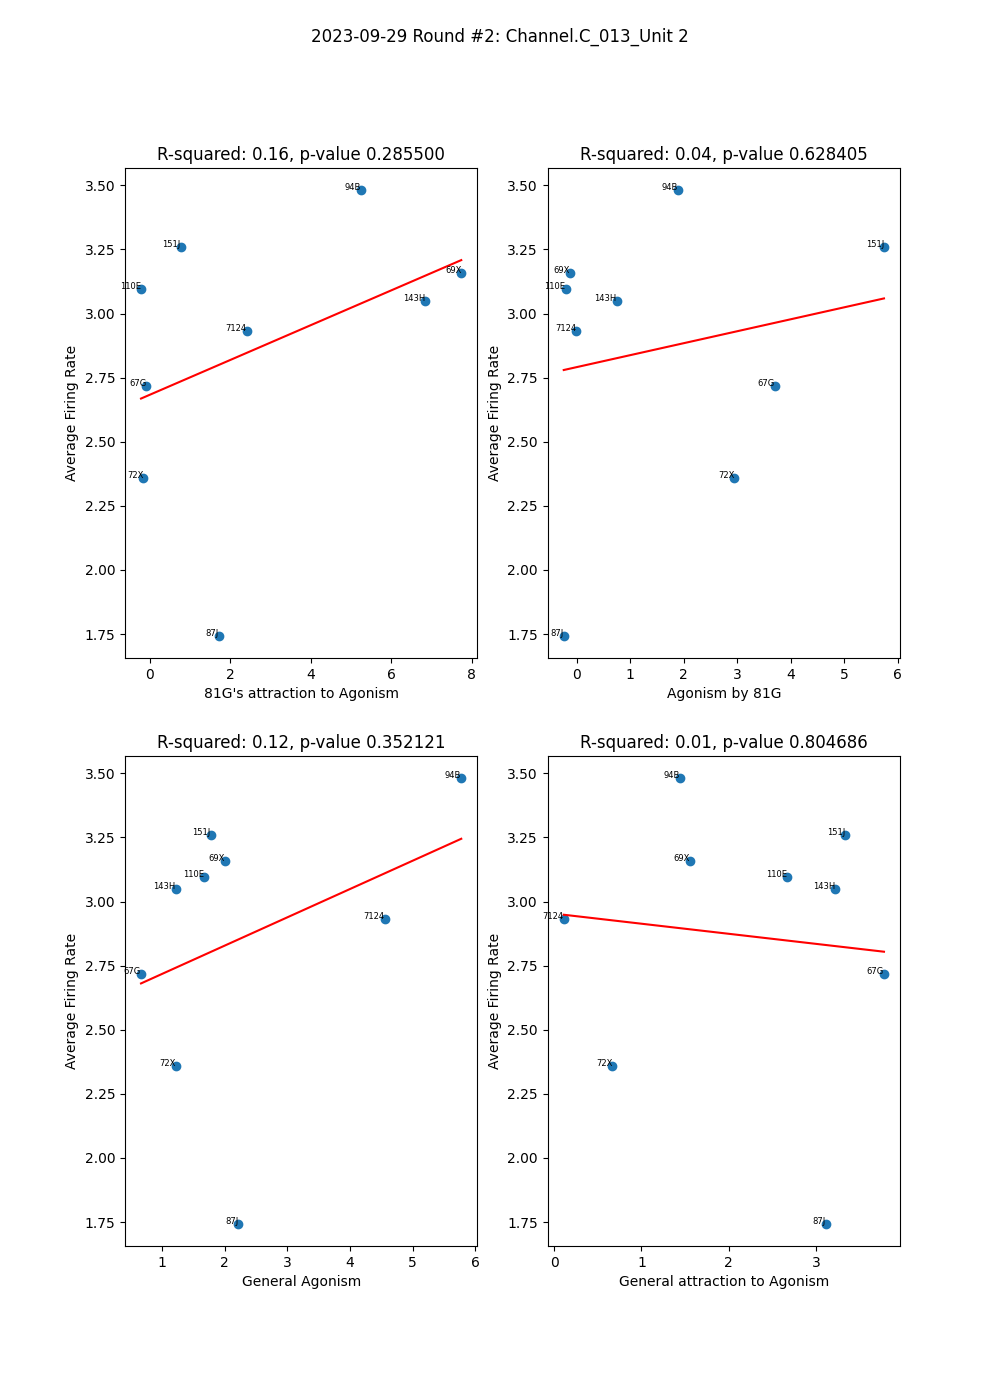 2023-09-29 Round #2: Channel.C_013_Unit 2
R-squared: 0.16, p-value 0.285500
R-squared: 0.04, p-value 0.628405
3.50
3.25
3.00
2.75
2.50
2.25
2.00
1.75
Average Firing Rate
94B
151J
69X
110E
143H
7124
67G
72X
87J
0 2 4 6 8
81G's attraction to Agonism
3.50
3.25
3.00
2.75
2.50
2.25
2.00
1.75
Average Firing Rate
94B
151J
69X
110E
143H
7124
67G
72X
87J
0 1 2 3 4 5 6
Agonism by 81G
R-squared: 0.12, p-value 0.352121
R-squared: 0.01, p-value 0.804686
3.50
3.25
3.00
2.75
2.50
2.25
2.00
1.75
Average Firing Rate
94B
151J
69X
110E
143H
7124
67G
72X
87J
1 2 3 4 5 6
General Agonism
3.50
3.25
3.00
2.75
2.50
2.25
2.00
1.75
Average Firing Rate
94B
151J
69X
110E
143H
7124
67G
72X
87J
0 1 2 3
General attraction to Agonism